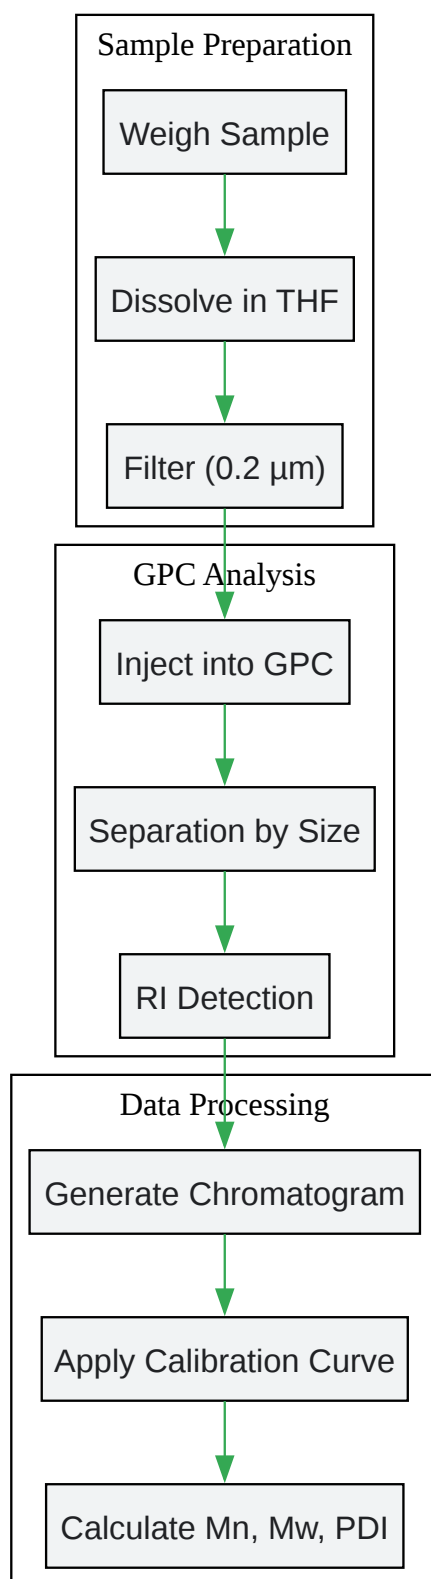 Sample Preparation
Weigh Sample
Dissolve in THF
Filter (0.2 µm)
GPC Analysis
Inject into GPC
Separation by Size
RI Detection
Data Processing
Generate Chromatogram
Apply Calibration Curve
Calculate Mn, Mw, PDI